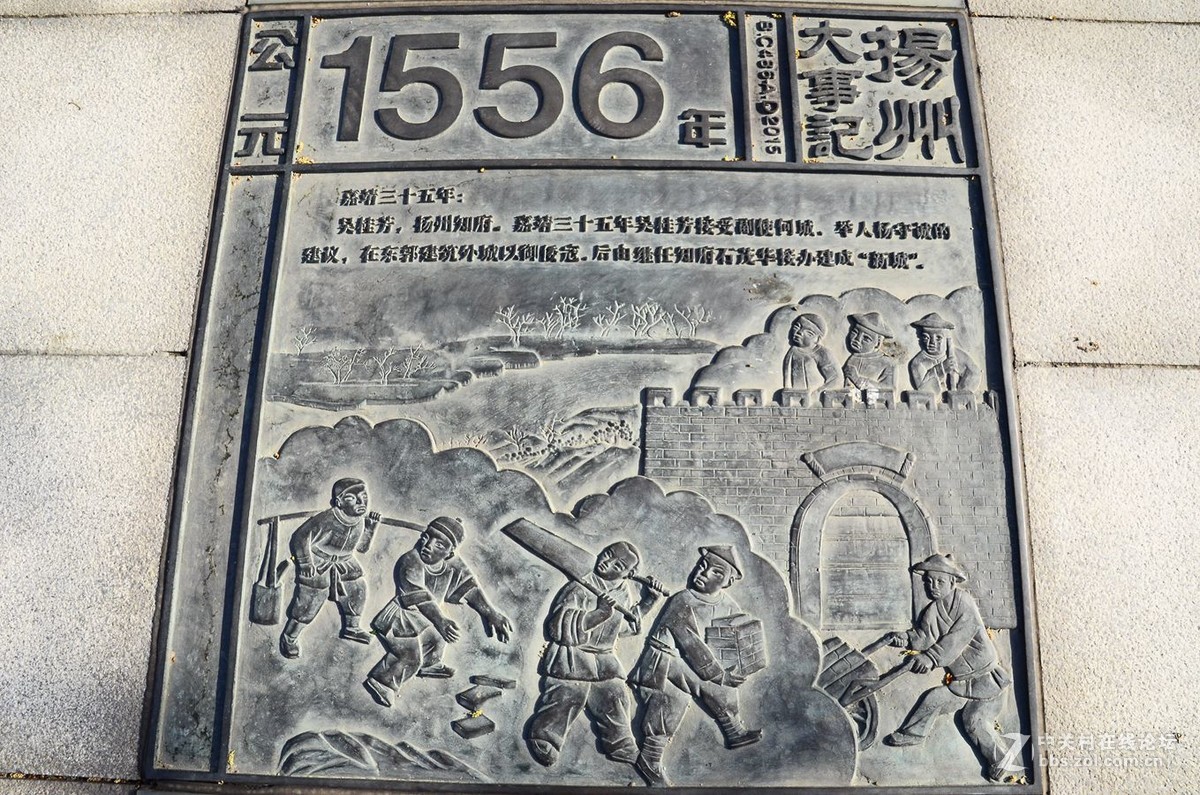 公元
1556年
B.C486-A.D2015
揚州
大事記
嘉靖三十五年:
吴桂芳,扬州知府。嘉靖三十五年吴桂芳接受副使何城、举人杨守诚的
建议,在东郭建筑外城以御倭寇。后由继任知府石茂华接办建成“新城”。
中关村在线论坛
bbs.zol.com.cn